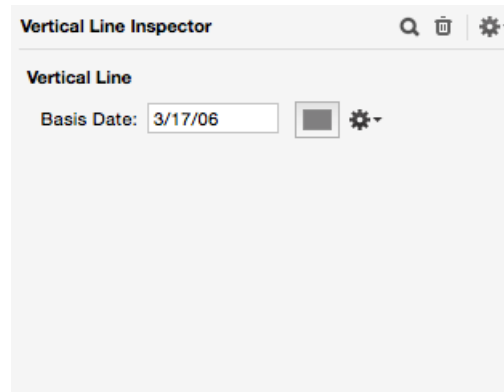 Vertical Line Inspector
Vertical Line
Basis Date: 3/17/06